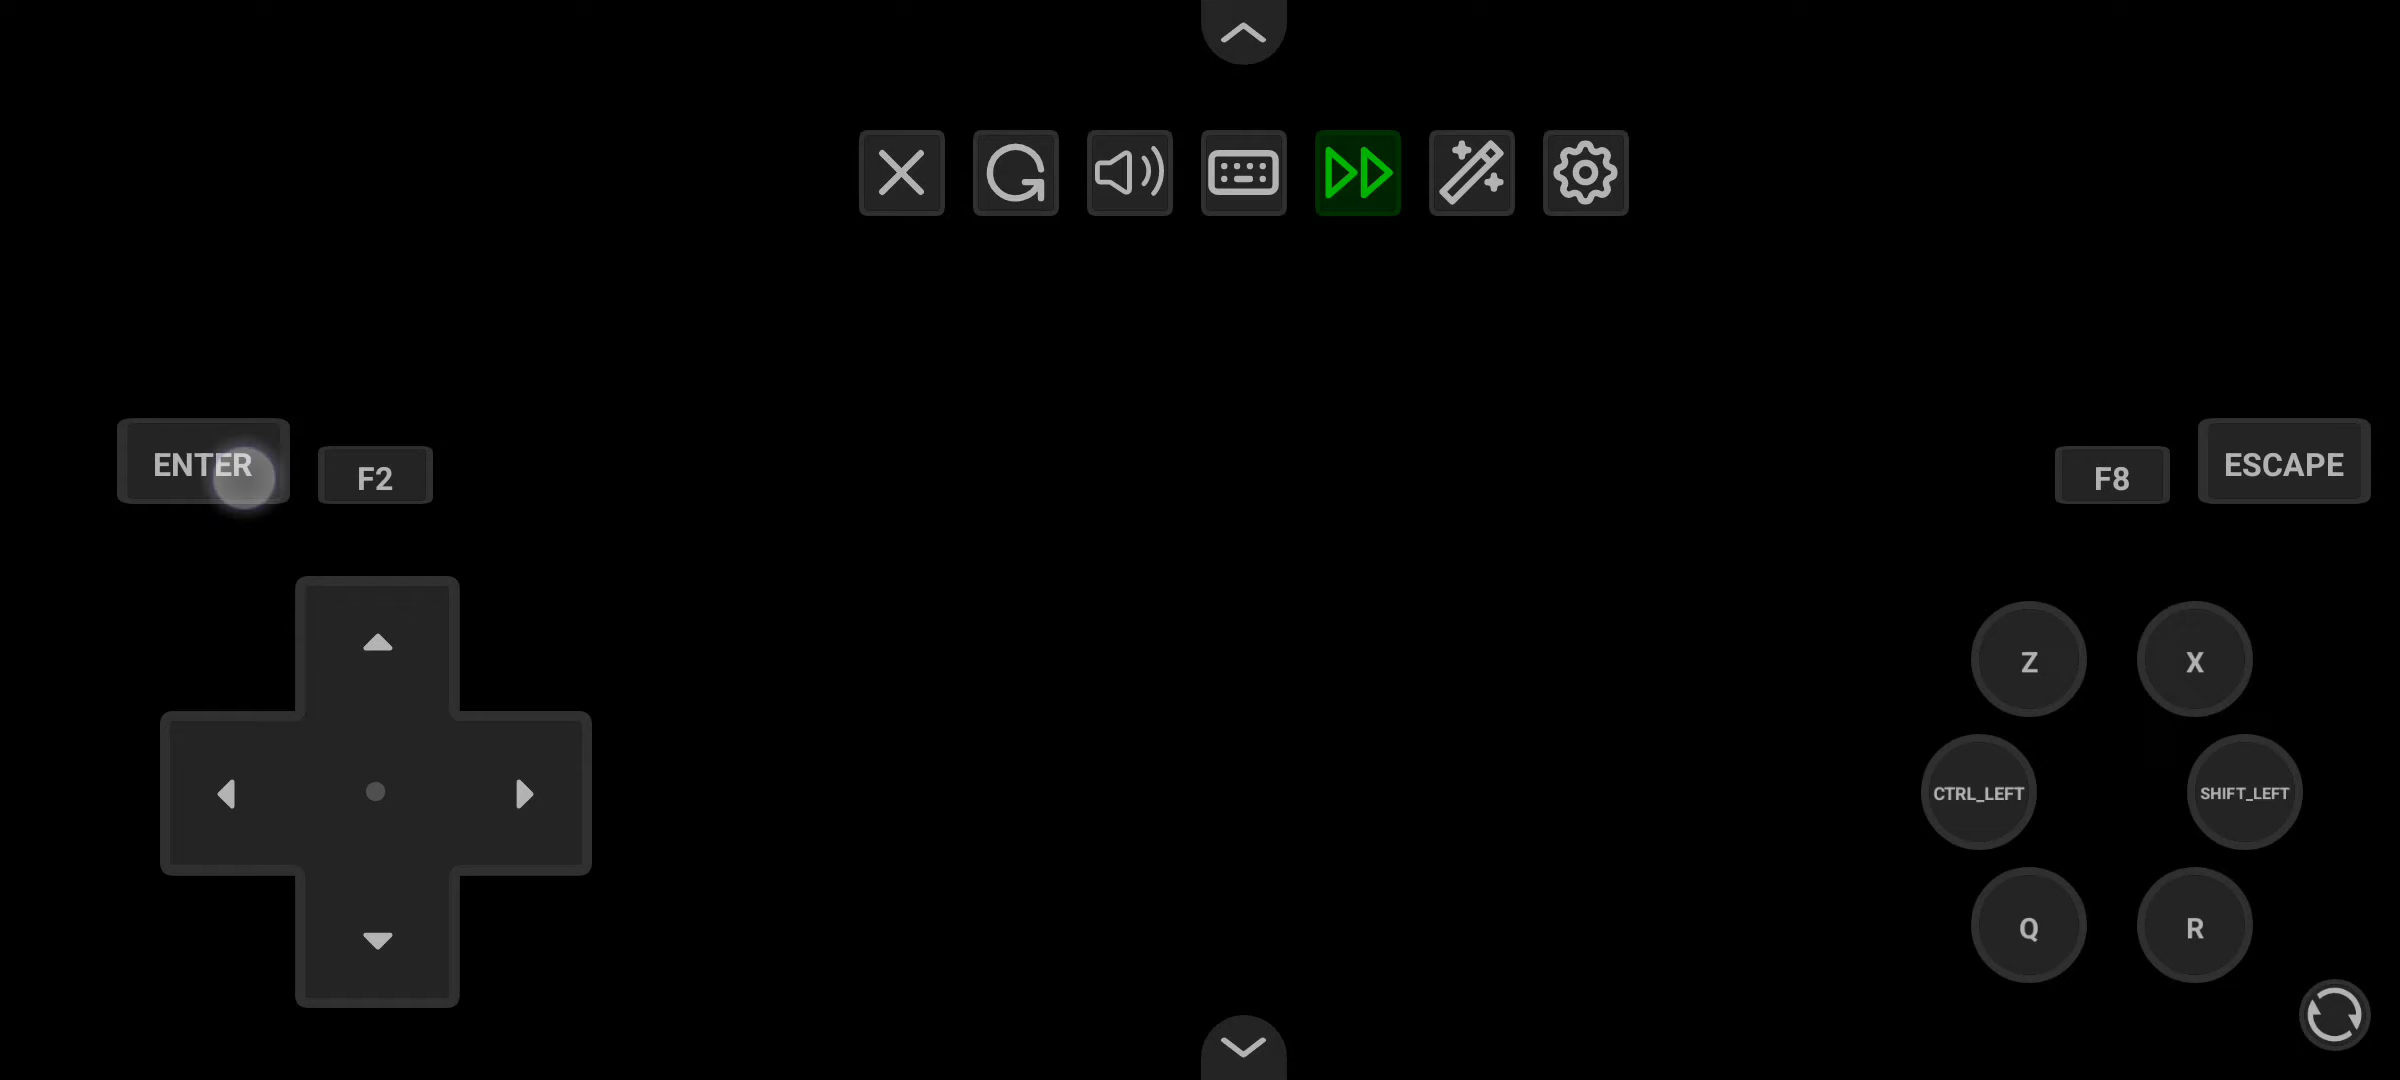 ENTER
F2
F8
ESCAPE
Z
X
CTRL_LEFT
SHIFT_LEFT
Q
R